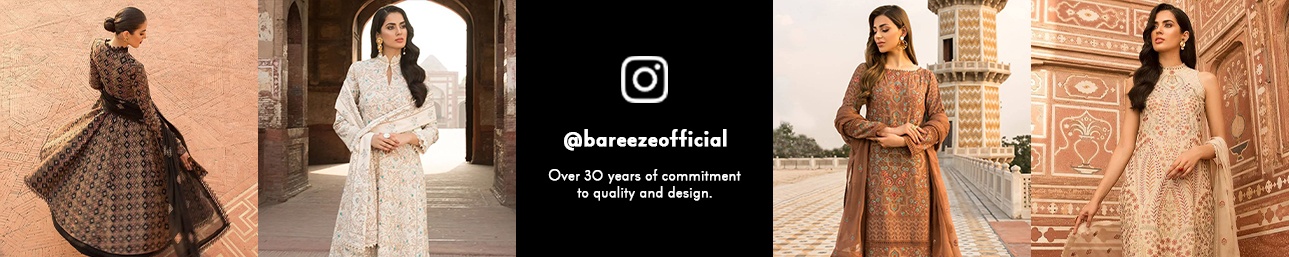 @bareezeofficial
Over 30 years of commitment
to quality and design.